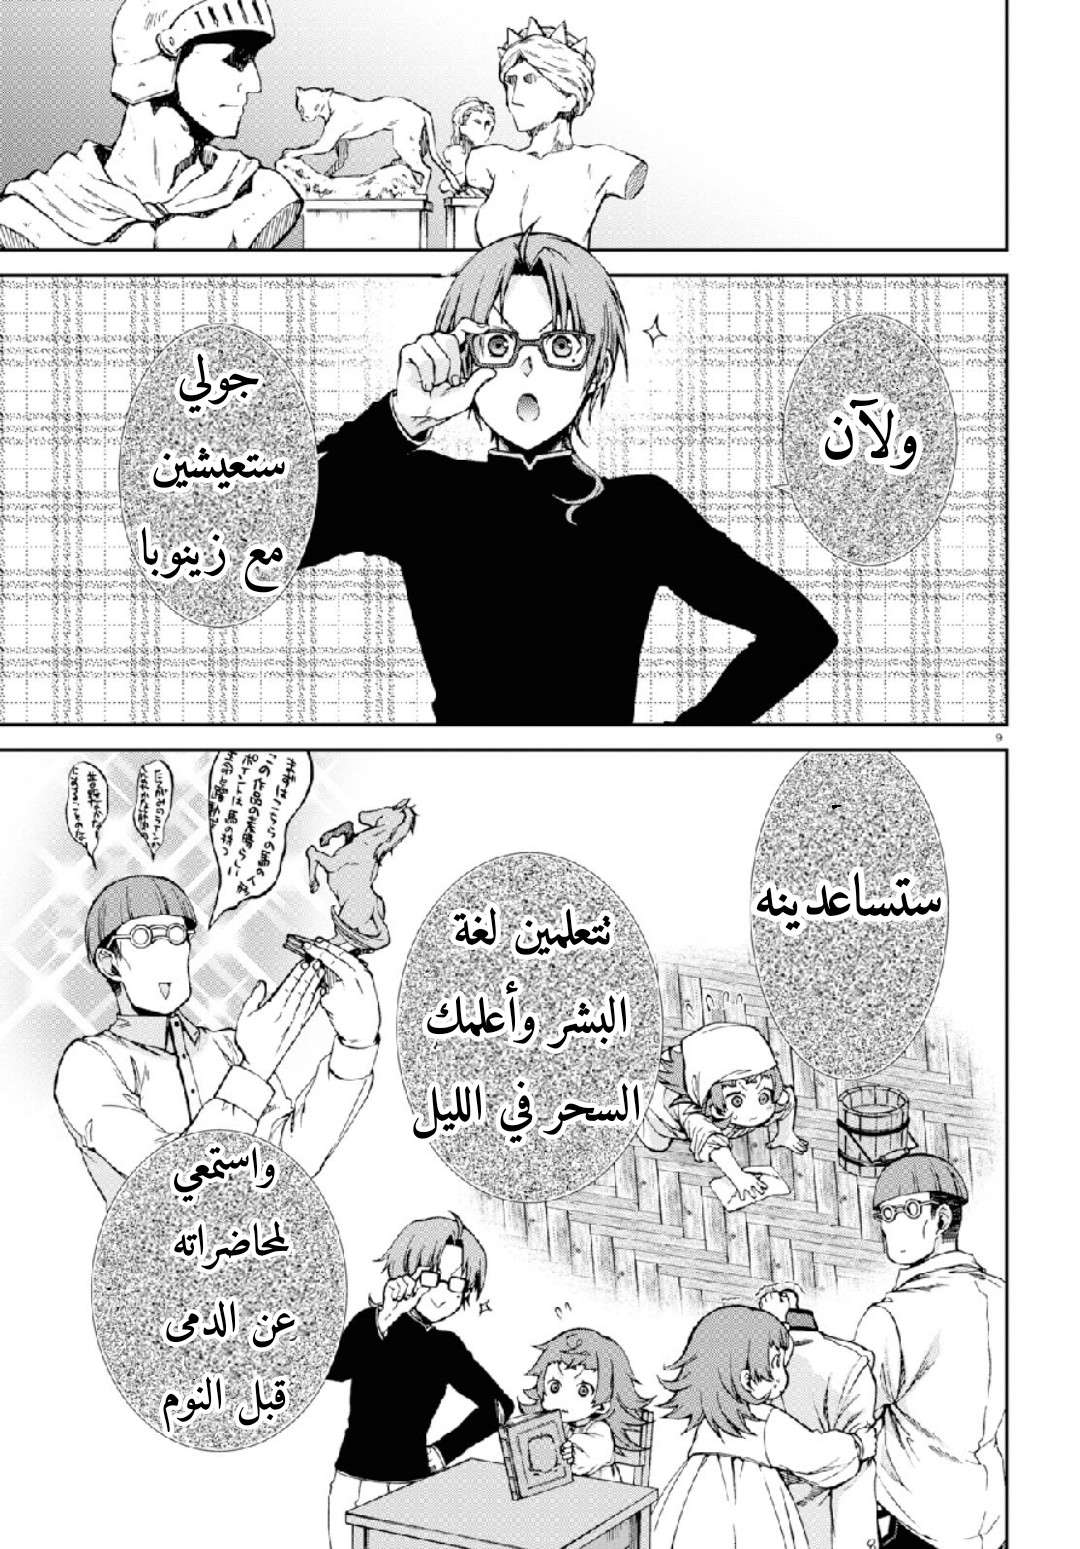 ولآن
جولي
ستعيشين
مع زينوبا
9
ستساعدينه
تتعلمين لغة
البشر وأعلمك
السحر في الليل
واستمعي
لمحاضراته
عن الدمى
قبل النوم
8